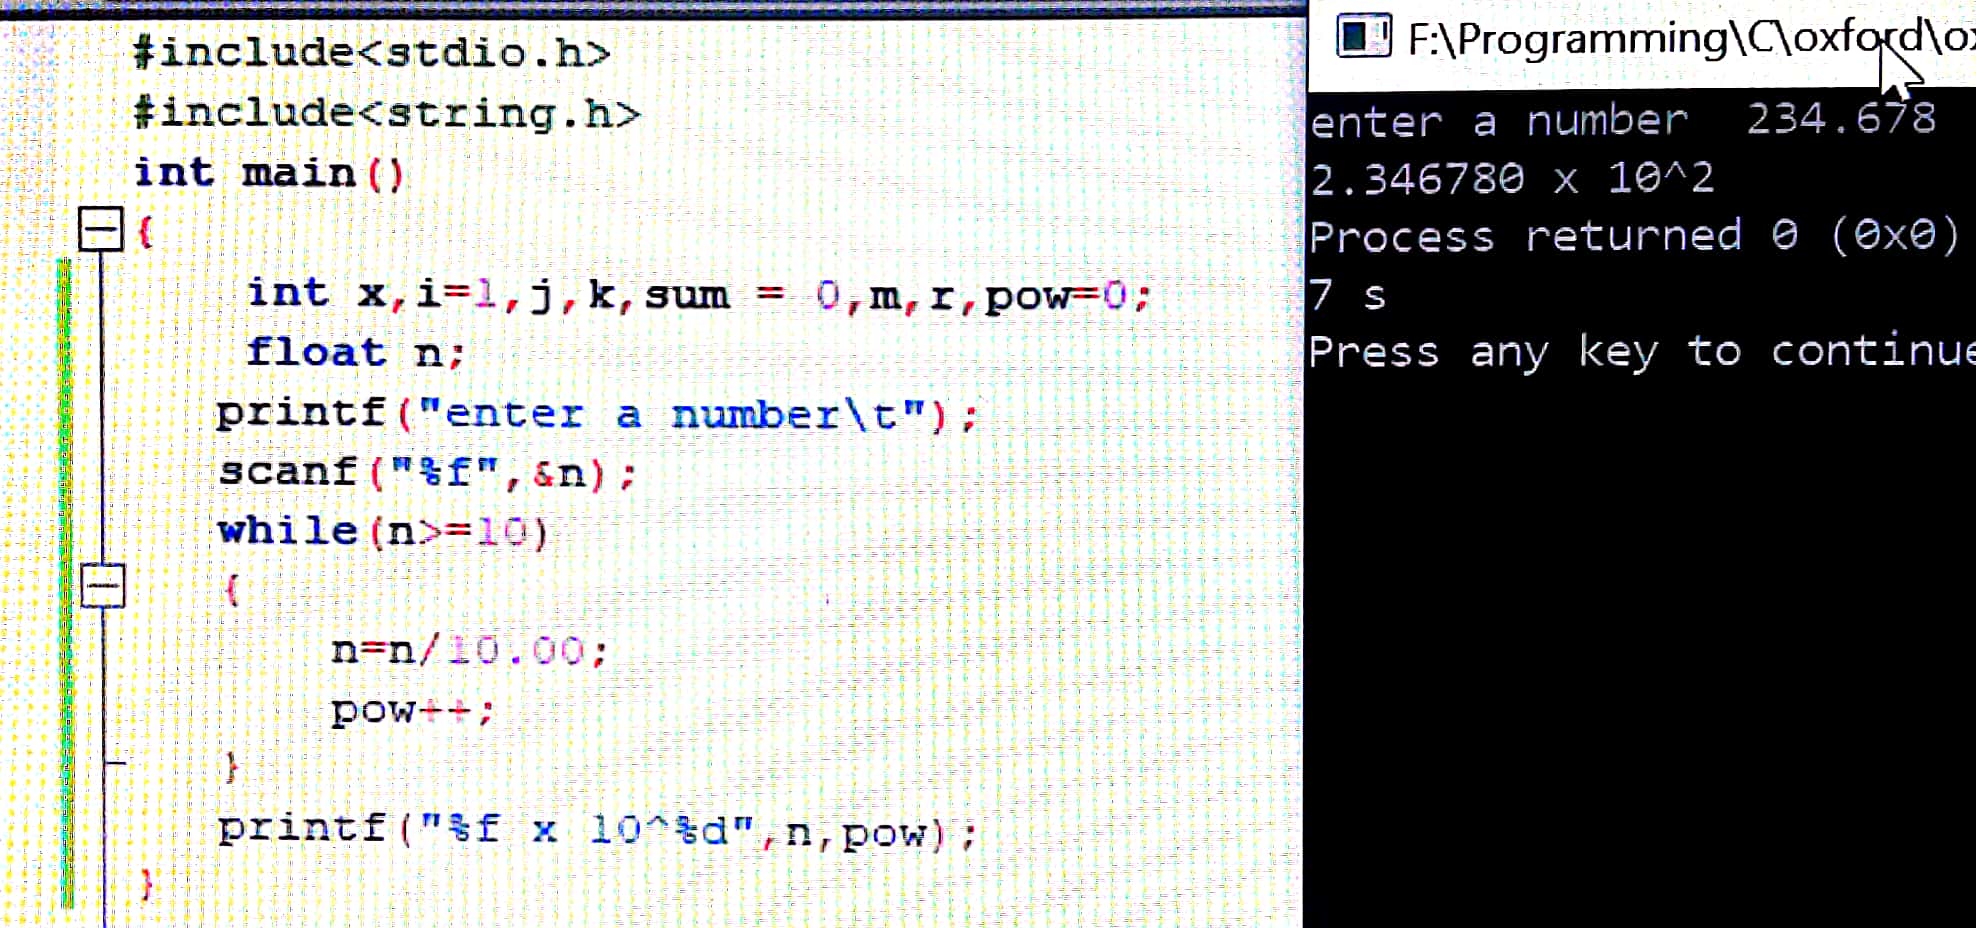 #include<stdio.h>
#include<string.h>
int main()
{
int x,i=1,j,k,sum = 0,m,r,pow=0;
float n;
printf("enter a number\t");
scanf("%f",&n);
while(n>=10)
{
n=n/10.00;
pow++;
}
printf("%f x 10^%d",n,pow);
}
F:\Programming\C\oxford\ox
enter a number 234.678
2.346780 x 10^2
Process returned 0 (0x0)
7 s
Press any key to continue